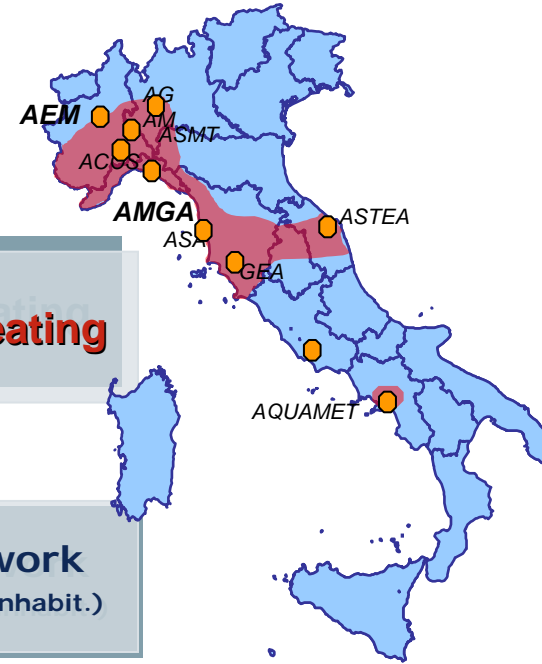 AG
AEM
AM
ASMT
ACOS
AMGA
ASTEA
ASA
GEA
eating
AQUAMET
work
nhabit.)